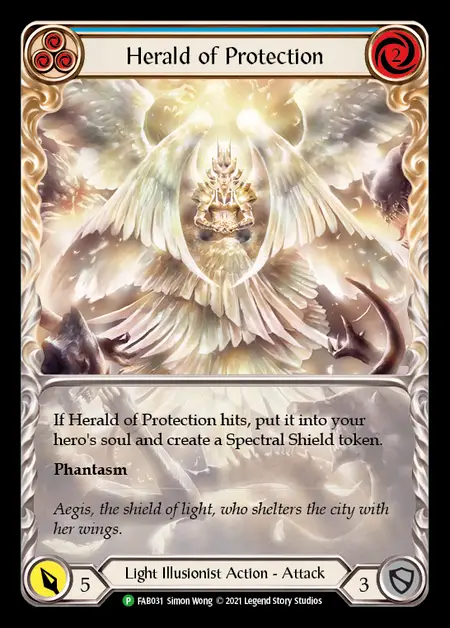 Herald of Protection
2
If Herald of Protection hits, put it into your
hero's soul and create a Spectral Shield token.
Phantasm
Aegis, the shield of light, who shelters the city with
her wings.
5
Light Illusionist Action - Attack
3
P FAB031 Simon Wong © 2021 Legend Story Studios